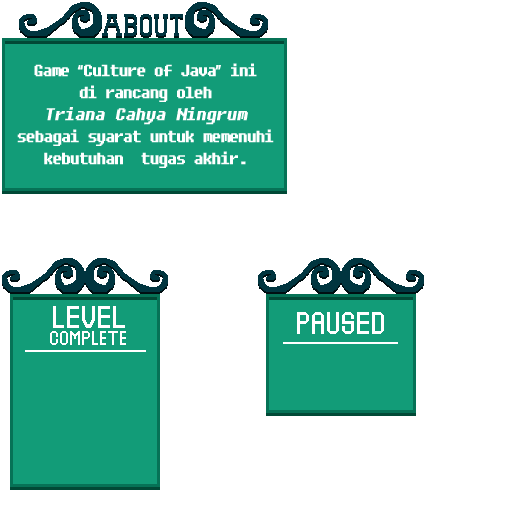 ABOUT
Game "Culture of Java" ini
di rancang oleh
Triana Cahya Ningrum
sebagai syarat untuk memenuhi
kebutuhan tugas akhir.
LEVEL
COMPLETE
PAUSED